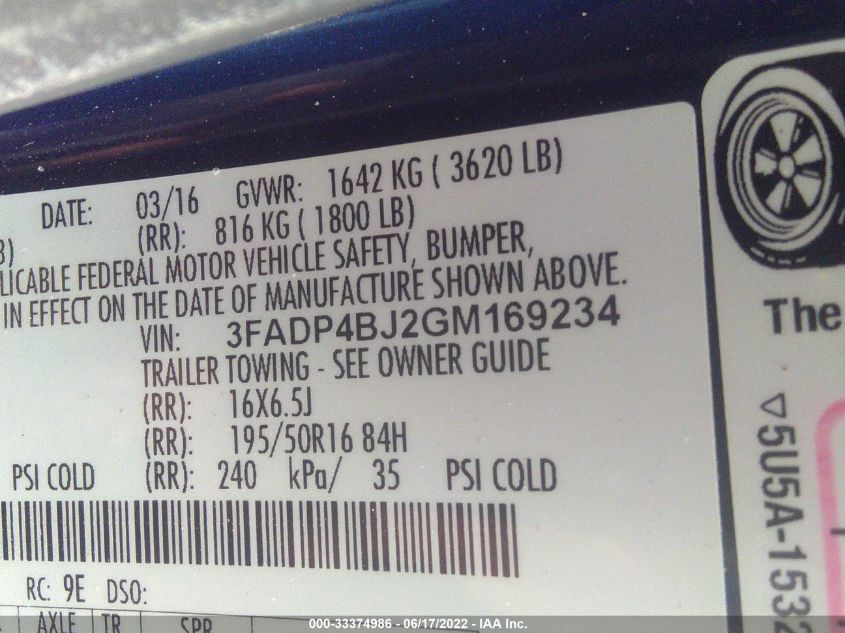 DATE: 03/16 GVWR: 1642 KG ( 3620 LB)
B) (RR): 816 KG ( 1800 LB)
LICABLE FEDERAL MOTOR VEHICLE SAFETY, BUMPER,
IN EFFECT ON THE DATE OF MANUFACTURE SHOWN ABOVE.
VIN: 3FADP4BJ2GM169234
TRAILER TOWING - SEE OWNER GUIDE
(RR): 16X6.5J
(RR): 195/50R16 84H
PSI COLD (RR): 240 kPa/ 35 PSI COLD
RC: 9E DSO:
AXLE TR SPR
The
▽5U5A-1532
000-33374986 - 06/17/2022 - IAA Inc.